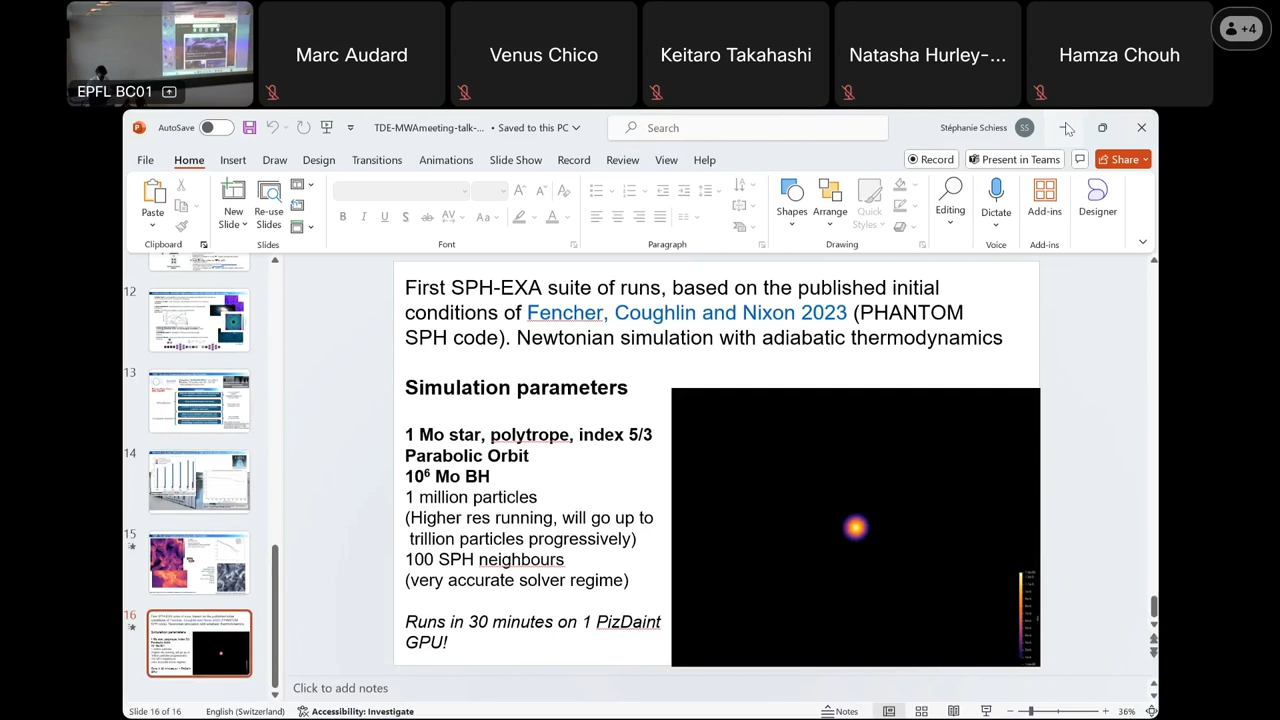 +4
EPFL BC01
Marc Audard
Venus Chico
Keitaro Takahashi
Natasha Hurley-...
Hamza Chouh
AutoSave
TDE-MWAmeeting-talk-... • Saved to this PC
Search
Stéphanie Schiess
SS
File Home Insert Draw Design Transitions Animations Slide Show Record Review View Help
Record
Present in Teams
Share
Paste
New Slide
Re-use Slides
B U S ab Aa A
Shapes
Arrange
Quick Styles
Editing
Dictate
Add-ins
Designer
Clipboard
Slides
Font
Paragraph
Drawing
Voice
Add-ins
12
13
14
15
16
First SPH-EXA suite of runs, based on the published initial
conditions of Fencher, Coughlin and Nixon 2023 (PHANTOM
SPH code). Newtonian simulation with adiabatic thermodynamics
Simulation parameters
1 Mo star, polytrope, index 5/3
Parabolic Orbit
10⁶ Mo BH
1 million particles
(Higher res running, will go up to
trillion particles progressively)
100 SPH neighbours
(very accurate solver regime)
Runs in 30 minutes on 1 PizDaint
GPU!
Click to add notes
Slide 16 of 16
English (Switzerland)
Accessibility: Investigate
Notes
36%